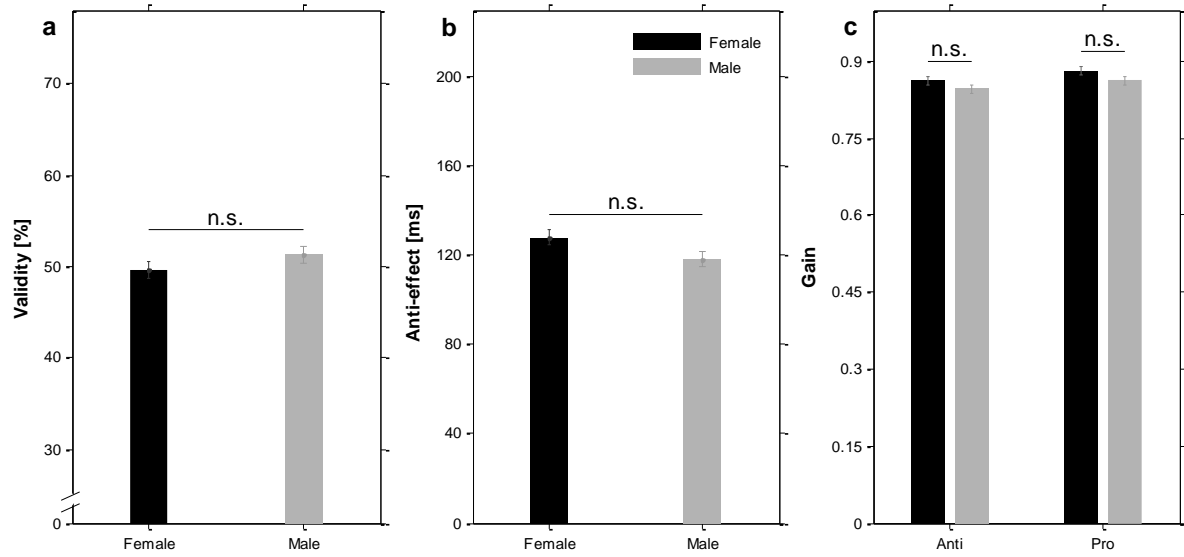 a
70
60
50
40
30
0
Validity [%]
n.s.
Female
Male
b
Female
Male
200
160
120
80
40
0
Anti-effect [ms]
n.s.
Female
Male
c
n.s.
n.s.
0.9
0.75
0.6
0.45
0.3
0.15
0
Gain
Anti
Pro